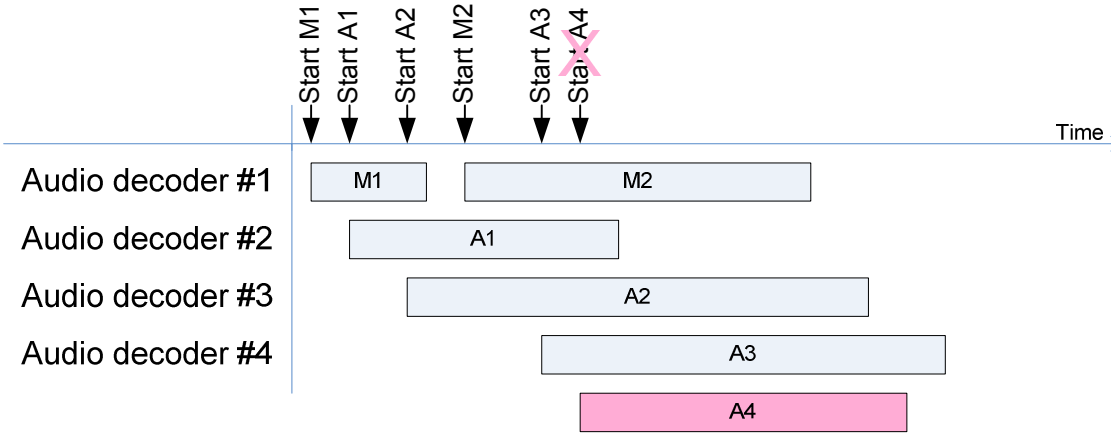 Start M1
Start A1
Start A2
Start M2
Start A3
Start A4
Time
Audio decoder #1
M1
M2
Audio decoder #2
A1
Audio decoder #3
A2
Audio decoder #4
A3
A4